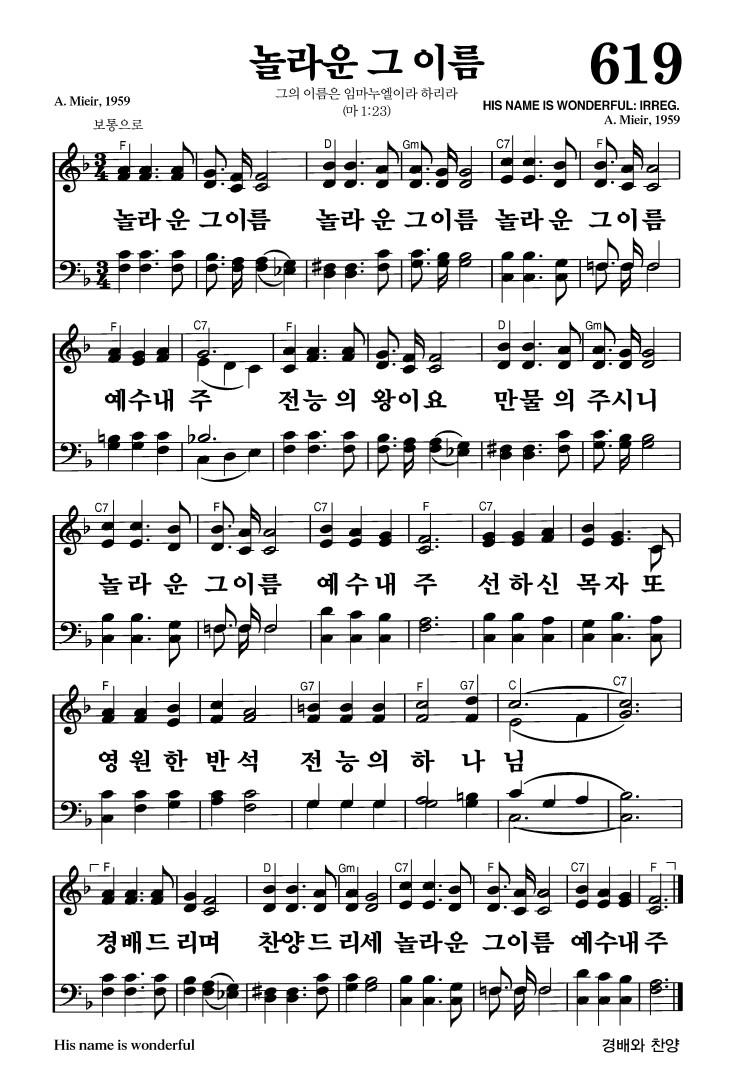 놀라운 그 이름
619
그의 이름은 임마누엘이라 하리라
(마 1:23)
A. Mieir, 1959
HIS NAME IS WONDERFUL: IRREG.
A. Mieir, 1959
보통으로
F D Gm C7 F
놀라 운 그이름 놀라 운 그이름 놀라 운 그이름
F C7 F D Gm
예수내 주 전능 의 왕이요 만물 의 주시니
C7 F C7 F C7
놀라 운 그이름 예수내 주 선하신 목자 또
F G7 F G7 C C7
영원한 반석 전능의 하 나님
F D Gm C7 F C7 F
경배드 리며 찬양드 리세 놀라운 그이름 예수내 주
His name is wonderful
경배와 찬양